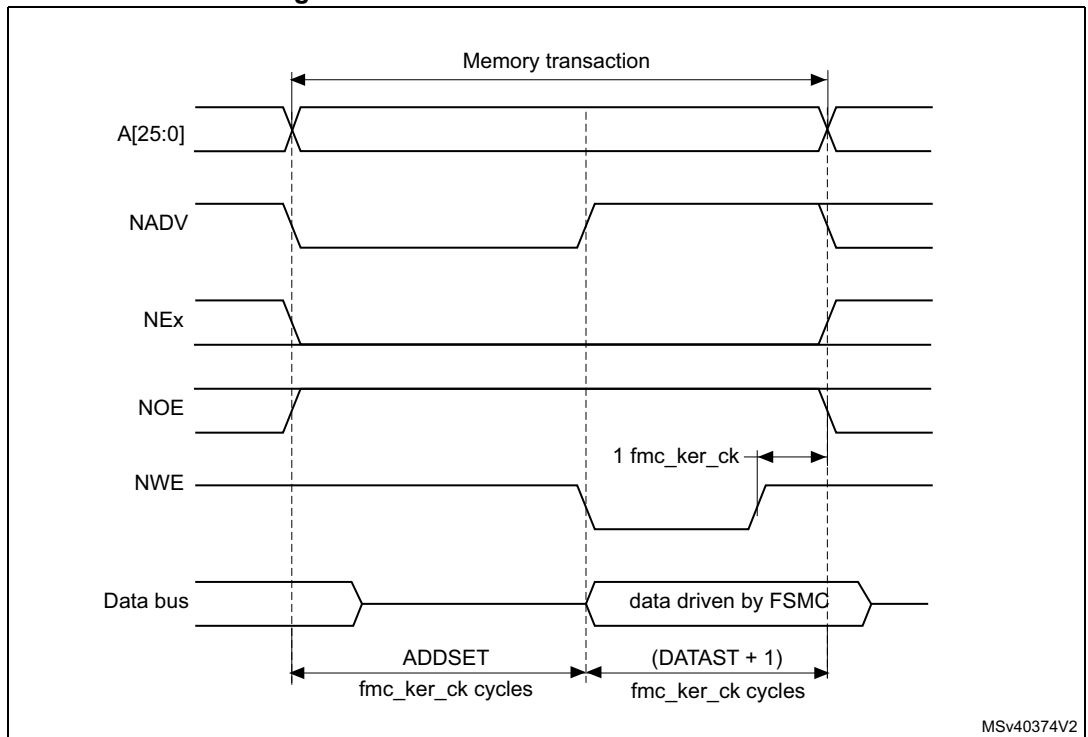 g
Memory transaction
A[25:0]
NADV
NEx
NOE
1 fmc_ker_ck
NWE
Data bus
data driven by FSMC
ADDSET
fmc_ker_ck cycles
(DATAST + 1)
fmc_ker_ck cycles
MSv40374V2